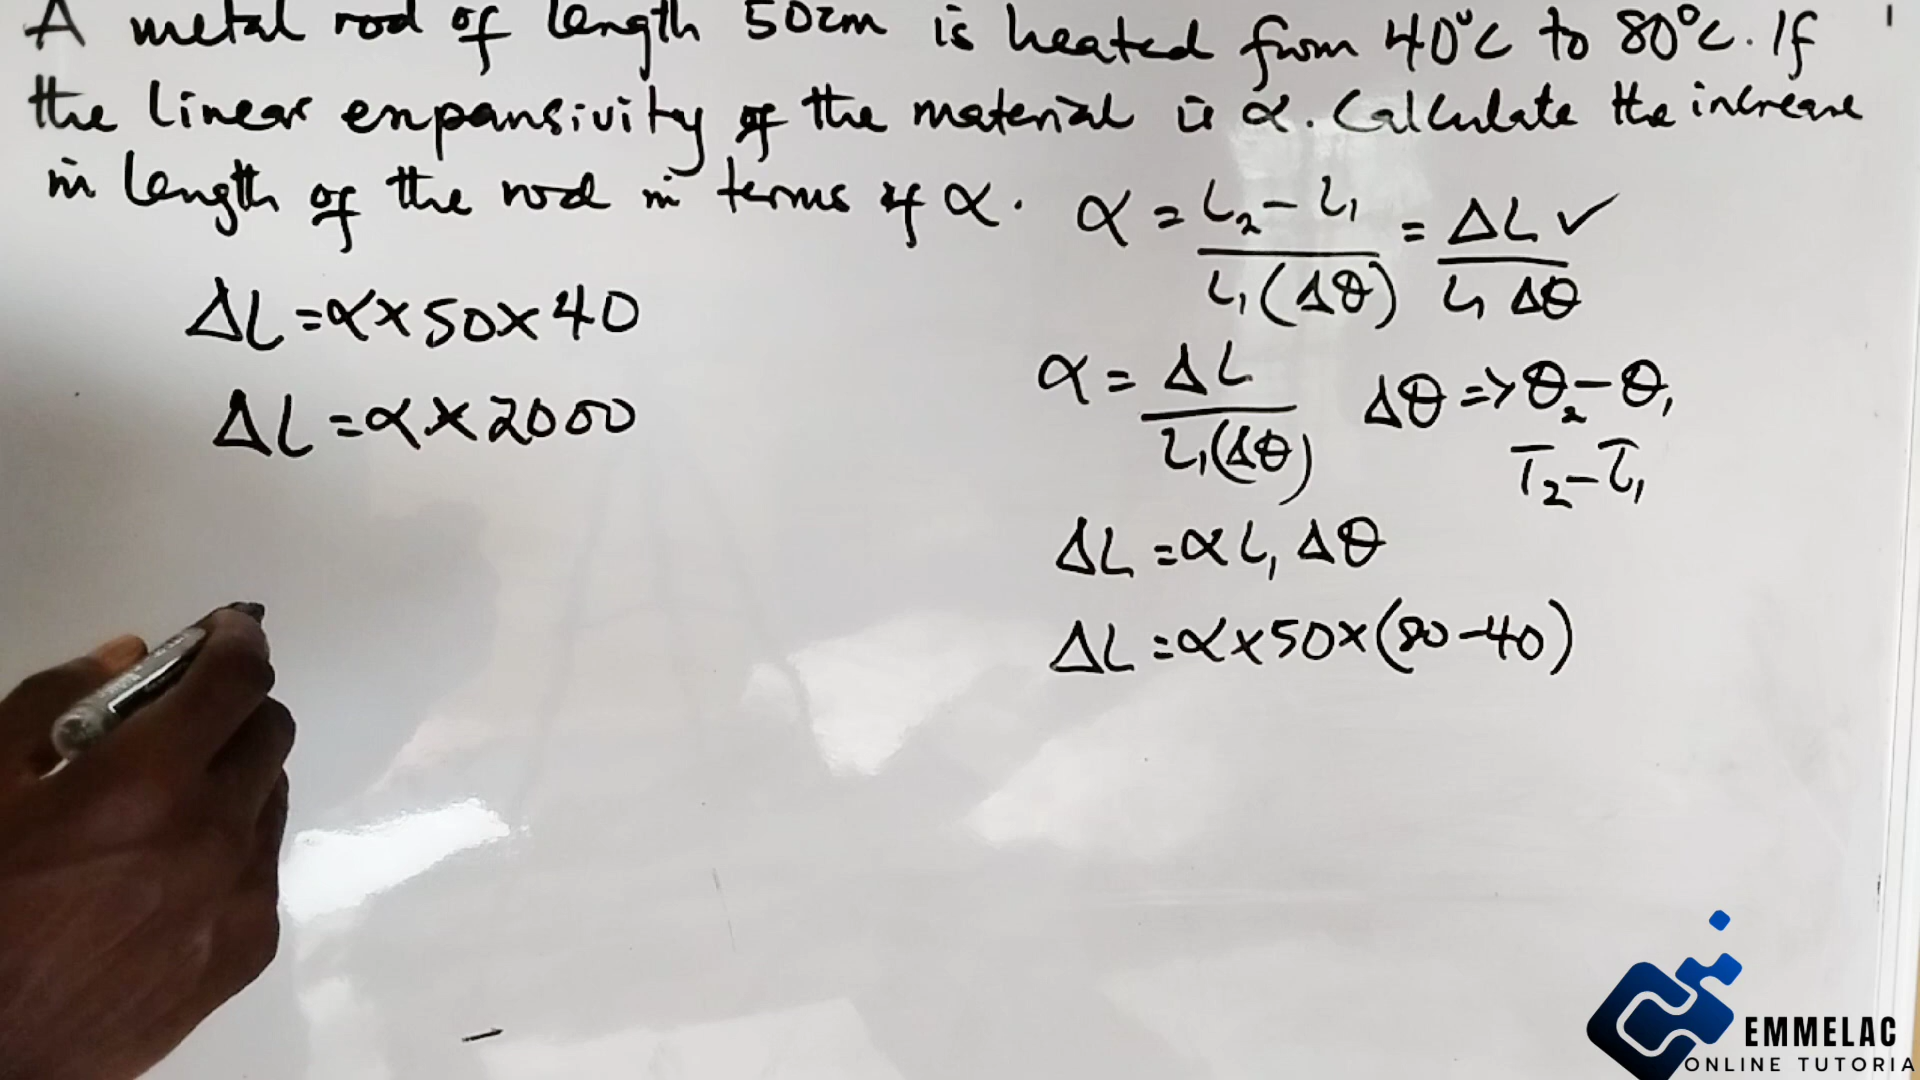 A metal rod of length 50cm is heated from 40°C to 80°C. If
the linear expansivity of the material is α. Calculate the increase
in length of the rod in terms of α.
α = L₂ - L₁ / L₁(Δθ) = ΔL / L₁ Δθ ✓
α = ΔL / L₁(Δθ)
Δθ => θ₂ - θ₁
T₂ - T₁
ΔL = α L₁ Δθ
ΔL = α x 50 x (80 - 40)
ΔL = α x 50 x 40
ΔL = α x 2000
EMMELAC
ONLINE TUTORIA